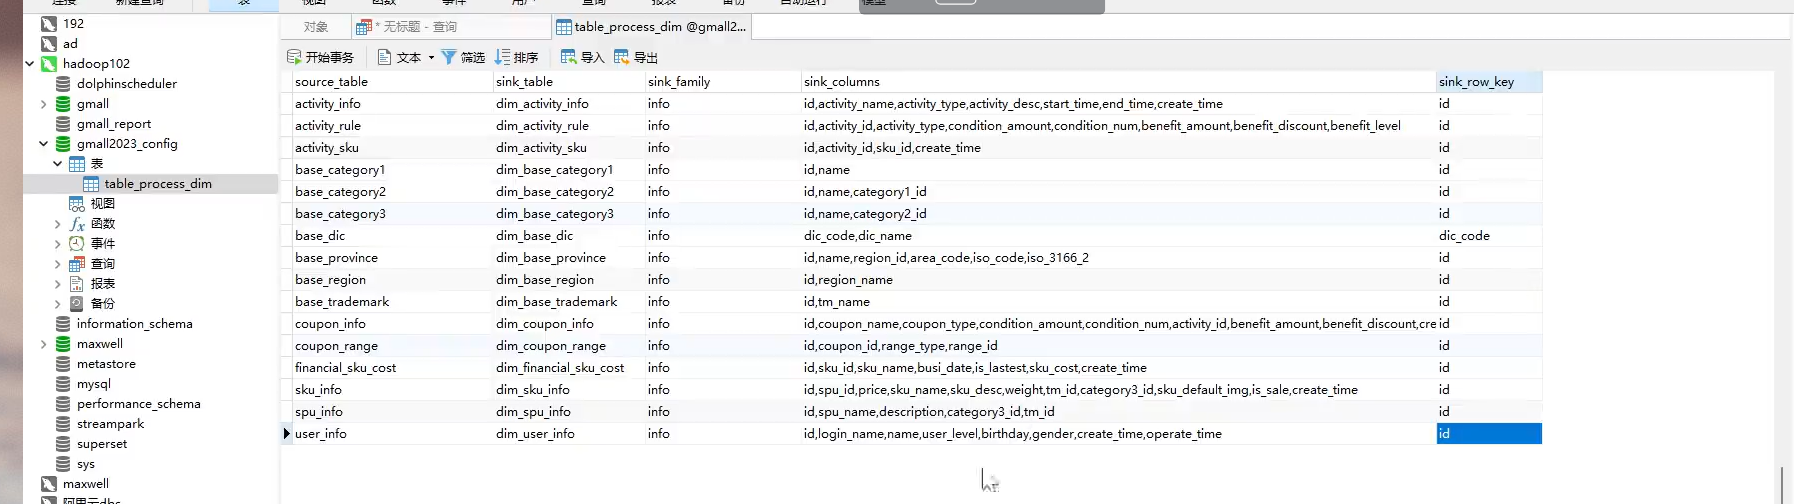 连接 新建查询 表 视图 函数 事件 用户 查询 报表 备份 自动运行 模型
对象 * 无标题 - 查询 table_process_dim @gmall2...
开始事务 文本 筛选 排序 导入 导出
192
ad
hadoop102
dolphinscheduler
gmall
gmall_report
gmall2023_config
表
table_process_dim
视图
fx 函数
事件
查询
报表
备份
information_schema
maxwell
metastore
mysql
performance_schema
streampark
superset
sys
maxwell
阿里云dbs
source_table sink_table sink_family sink_columns sink_row_key
activity_info dim_activity_info info id,activity_name,activity_type,activity_desc,start_time,end_time,create_time id
activity_rule dim_activity_rule info id,activity_id,activity_type,condition_amount,condition_num,benefit_amount,benefit_discount,benefit_level id
activity_sku dim_activity_sku info id,activity_id,sku_id,create_time id
base_category1 dim_base_category1 info id,name id
base_category2 dim_base_category2 info id,name,category1_id id
base_category3 dim_base_category3 info id,name,category2_id id
base_dic dim_base_dic info dic_code,dic_name dic_code
base_province dim_base_province info id,name,region_id,area_code,iso_code,iso_3166_2 id
base_region dim_base_region info id,region_name id
base_trademark dim_base_trademark info id,tm_name id
coupon_info dim_coupon_info info id,coupon_name,coupon_type,condition_amount,condition_num,activity_id,benefit_amount,benefit_discount,cre id
coupon_range dim_coupon_range info id,coupon_id,range_type,range_id id
financial_sku_cost dim_financial_sku_cost info id,sku_id,sku_name,busi_date,is_lastest,sku_cost,create_time id
sku_info dim_sku_info info id,spu_id,price,sku_name,sku_desc,weight,tm_id,category3_id,sku_default_img,is_sale,create_time id
spu_info dim_spu_info info id,spu_name,description,category3_id,tm_id id
user_info dim_user_info info id,login_name,name,user_level,birthday,gender,create_time,operate_time id